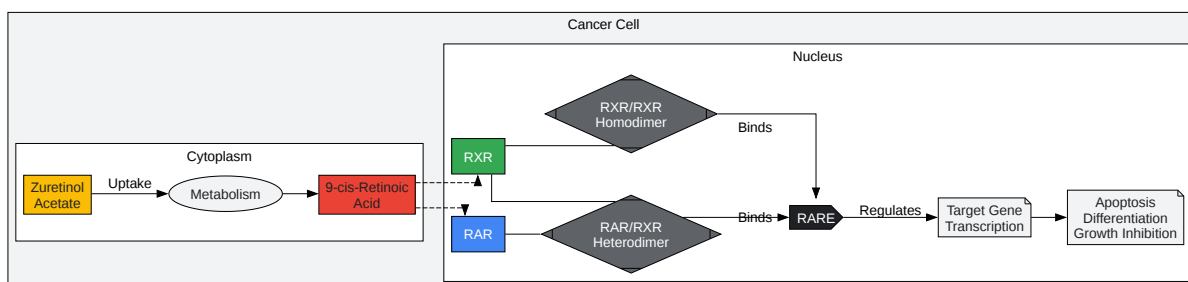 Cancer Cell
Nucleus
RXR/RXR
Homodimer
Binds
Cytoplasm
RXR
Zuretinol
Acetate
Uptake
Metabolism
9-cis-Retinoic
Acid
RAR
RAR/RXR
Heterodimer
Binds
RARE
Regulates
Target Gene
Transcription
Apoptosis
Differentiation
Growth Inhibition